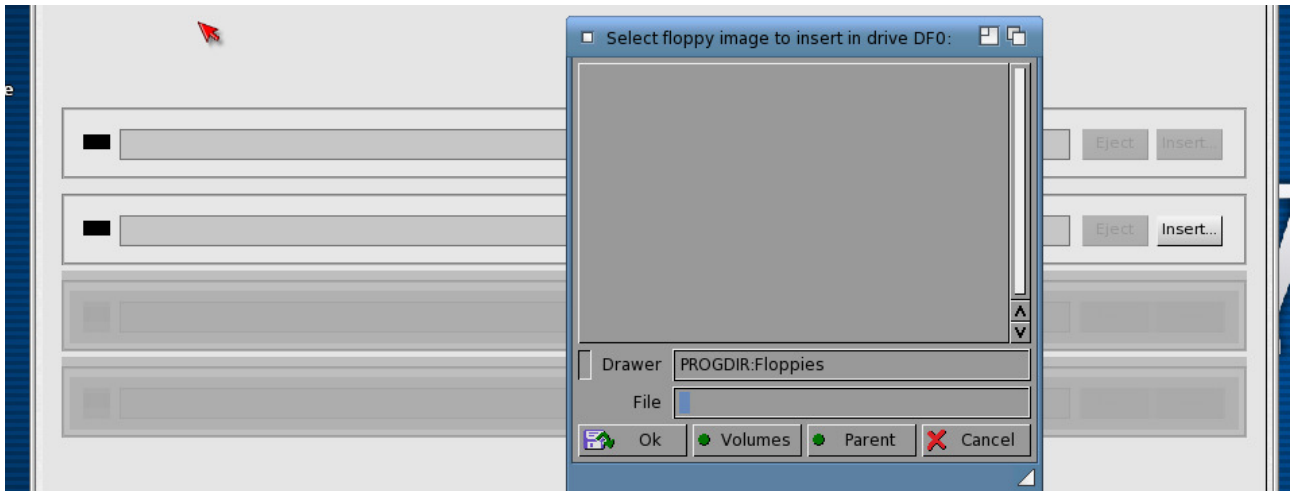 Select floppy image to insert in drive DF0:
e
Eject Insert...
Eject Insert...
Drawer PROGDIR:Floppies
File
Ok Volumes Parent Cancel